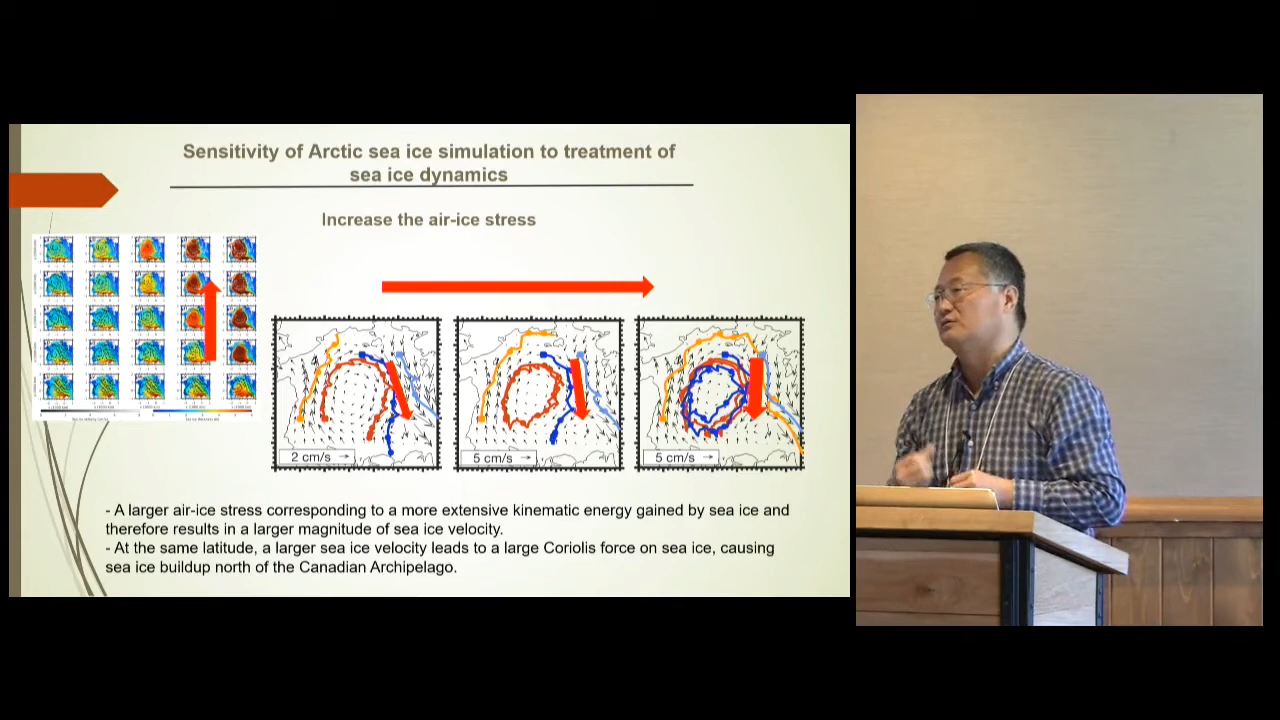 Sensitivity of Arctic sea ice simulation to treatment of
sea ice dynamics
Increase the air-ice stress
2 cm/s
5 cm/s
5 cm/s
- A larger air-ice stress corresponding to a more extensive kinematic energy gained by sea ice and
therefore results in a larger magnitude of sea ice velocity.
- At the same latitude, a larger sea ice velocity leads to a large Coriolis force on sea ice, causing
sea ice buildup north of the Canadian Archipelago.